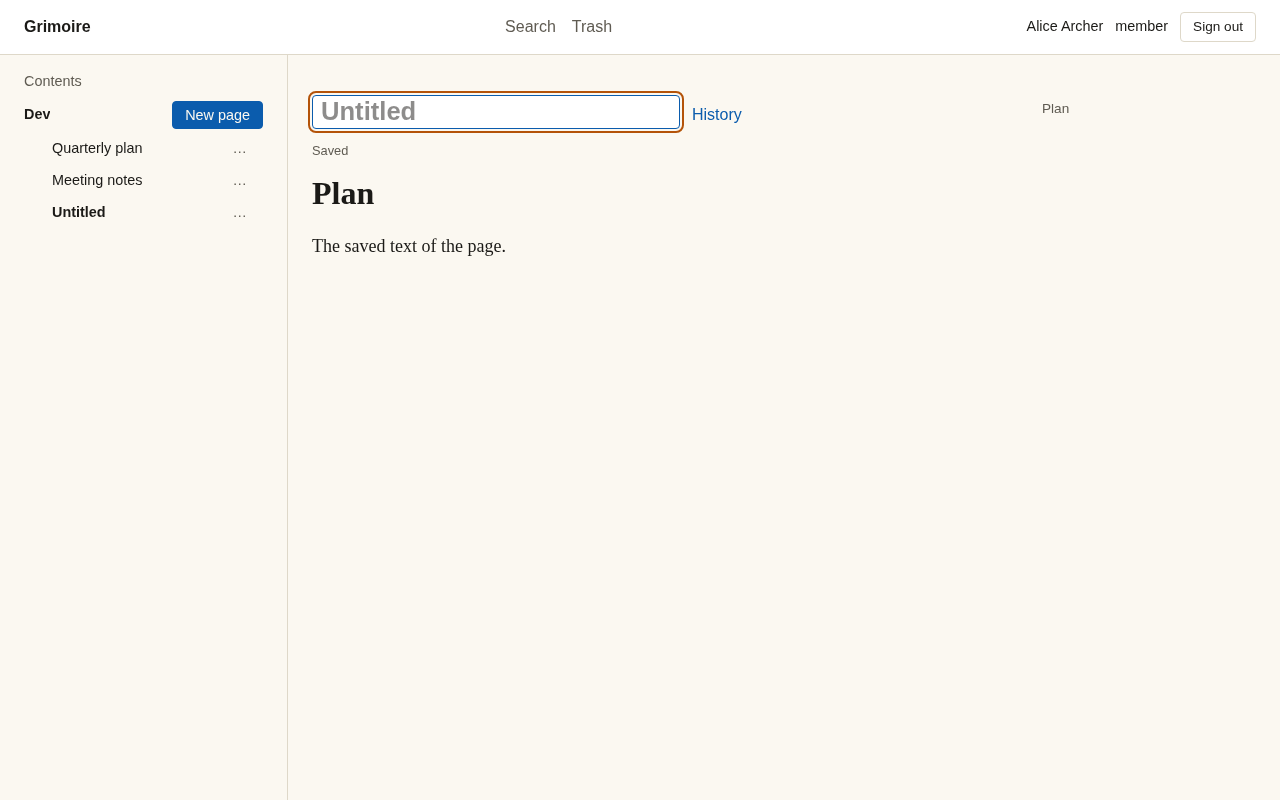 Grimoire
Search Trash
Alice Archer member Sign out
Contents
Dev New page
Quarterly plan ...
Meeting notes ...
Untitled ...
Untitled History
Saved
Plan
The saved text of the page.
Plan